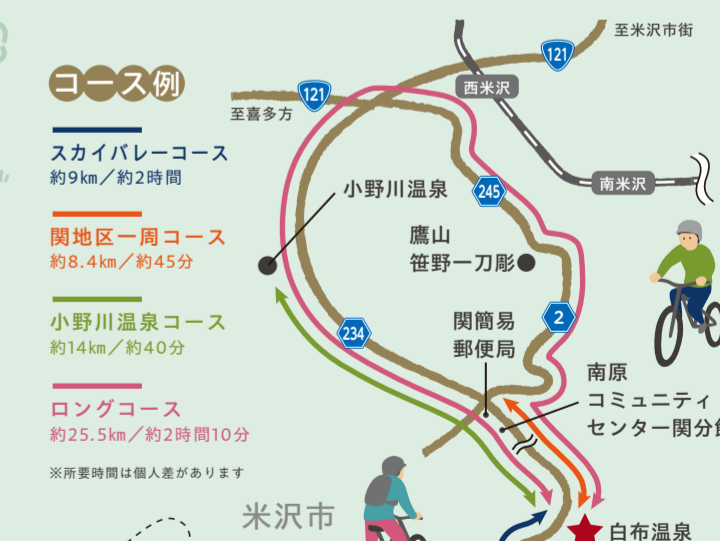 コース例
スカイバレーコース
約9km／約2時間
関地区一周コース
約8.4km／約45分
小野川温泉コース
約14km／約40分
ロングコース
約25.5km／約2時間10分
※所要時間は個人差があります
至米沢市街
121
西米沢
121
至喜多方
南米沢
小野川温泉
245
鷹山
笹野一刀彫
234
関簡易
郵便局
2
南原
コミュニティ
センター関分
米沢市
白布温泉